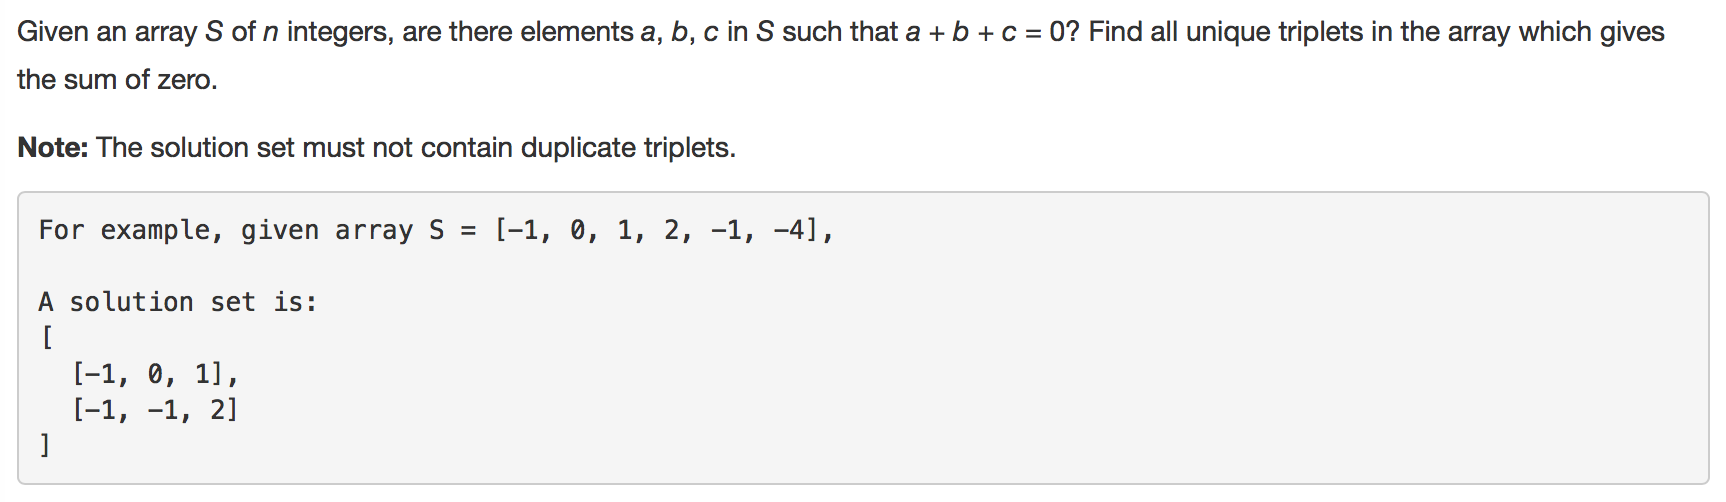 Given an array S of n integers, are there elements a, b, c in S such that a + b + c = 0? Find all unique triplets in the array which gives
the sum of zero.
Note: The solution set must not contain duplicate triplets.
For example, given array S = [-1, 0, 1, 2, -1, -4],
A solution set is:
[
  [-1, 0, 1],
  [-1, -1, 2]
]